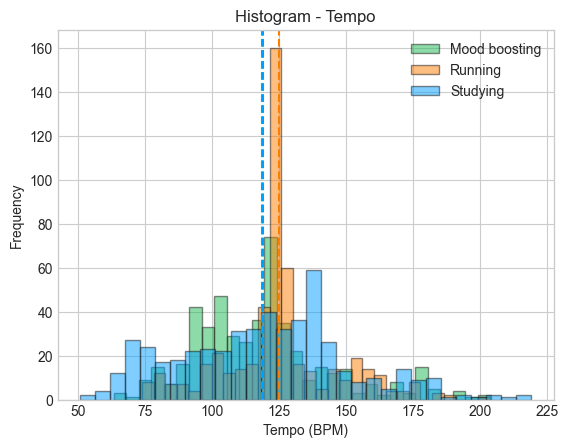 Histogram - Tempo
Mood boosting
Running
Studying
160
140
120
100
80
60
40
20
0
Frequency
50 75 100 125 150 175 200 225
Tempo (BPM)